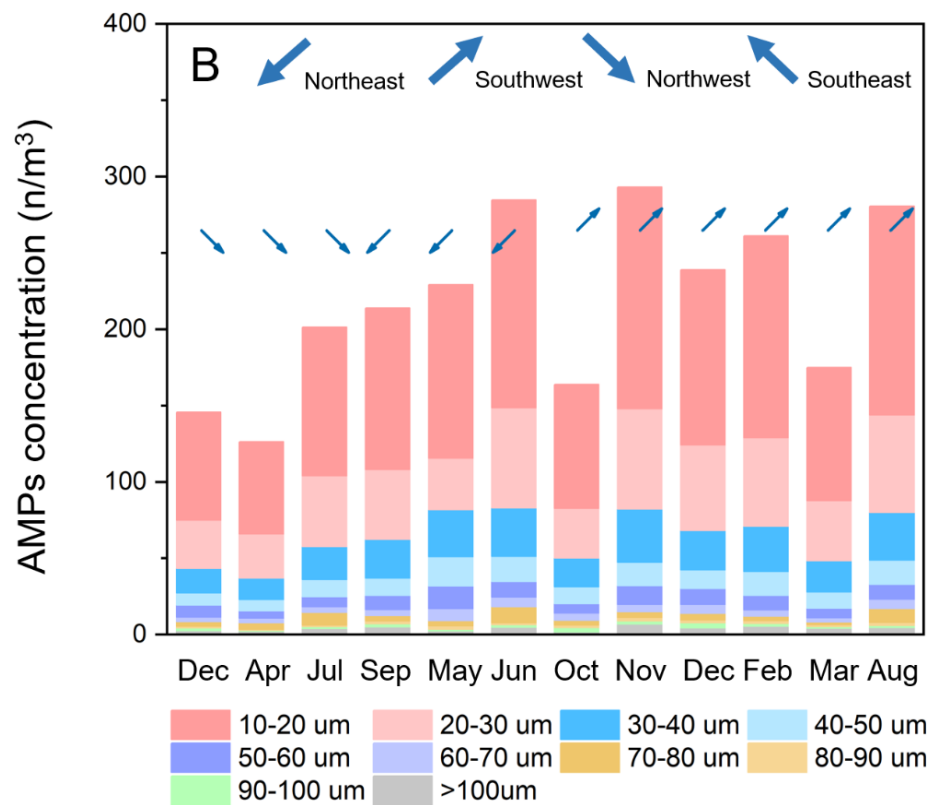 B
Northeast Southwest Northwest Southeast
AMPs concentration (n/m³)
400
300
200
100
0
Dec Apr Jul Sep May Jun Oct Nov Dec Feb Mar Aug
10-20 um 20-30 um 30-40 um 40-50 um
50-60 um 60-70 um 70-80 um 80-90 um
90-100 um >100um